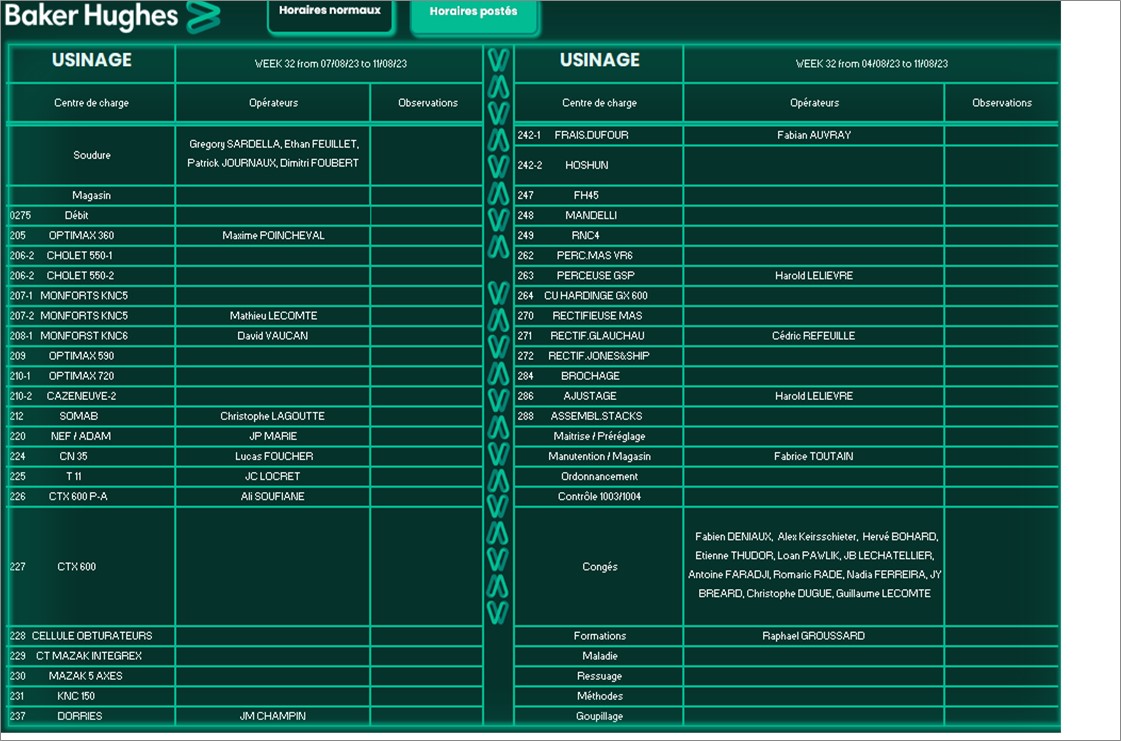 Baker Hughes
Horaires normaux
Horaires postés
USINAGE WEEK 32 from 07/08/23 to 11/08/23
Centre de charge Opérateurs Observations
Soudure Gregory SARDELLA, Ethan FEUILLET,
Patrick JOURNAUX, Dimitri FOUBERT
Magasin
0275 Débit
205 OPTIMAX 360 Maxime POINCHEVAL
206-2 CHOLET 550-1
206-2 CHOLET 550-2
207-1 MONFORTS KNC5
207-2 MONFORTS KNC5 Mathieu LECOMTE
208-1 MONFORST KNC6 David VAUCAN
209 OPTIMAX 590
210-1 OPTIMAX 720
210-2 CAZENEUVE-2
212 SOMAB Christophe LAGOUTTE
220 NEF / ADAM JP MARIE
224 CN 35 Lucas FOUCHER
225 T 11 JC LOCRET
226 CTX 600 P-A Ali SOUFIANE
227 CTX 600
228 CELLULE OBTURATEURS
229 CT MAZAK INTEGREX
230 MAZAK 5 AXES
231 KNC 150
237 DORRIES JM CHAMPIN
USINAGE WEEK 32 from 04/08/23 to 11/08/23
Centre de charge Opérateurs Observations
242-1 FRAIS.DUFOUR Fabian AUVRAY
242-2 HOSHUN
247 FH45
248 MANDELLI
249 RNC4
262 PERC.MAS VR6
263 PERCEUSE GSP Harold LELIEVRE
264 CU HARDINGE GX 600
270 RECTIFIEUSE MAS
271 RECTIF.GLAUCHAU Cédric REFEUILLE
272 RECTIF.JONES&SHIP
284 BROCHAGE
286 AJUSTAGE Harold LELIEVRE
288 ASSEMBL.STACKS
Maitrise / Préréglage
Manutention / Magasin Fabrice TOUTAIN
Ordonnancement
Contrôle 1003/1004
Congés Fabien DENIAUX, Alex Keirsschieter, Hervé BOHARD,
Etienne THUDOR, Loan PAWLIK, JB LECHATELLIER,
Antoine FARADJI, Romaric RADE, Nadia FERREIRA, JY
BREARD, Christophe DUGUE, Guillaume LECOMTE
Formations Raphael GROUSSARD
Maladie
Ressuage
Méthodes
Goupillage